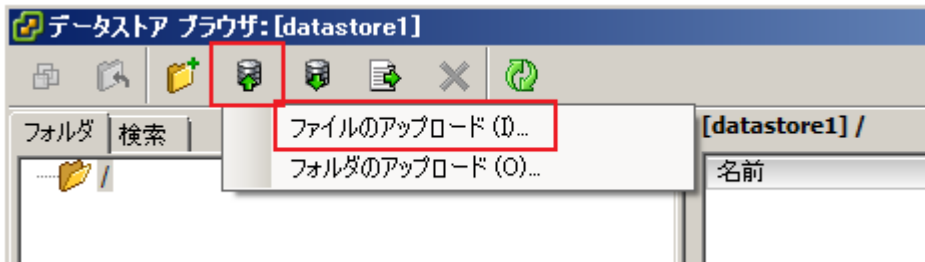 データストア ブラウザ: [datastore1]
フォルダ 検索
ファイルのアップロード (I)...
フォルダのアップロード (O)...
[datastore1] /
/
名前